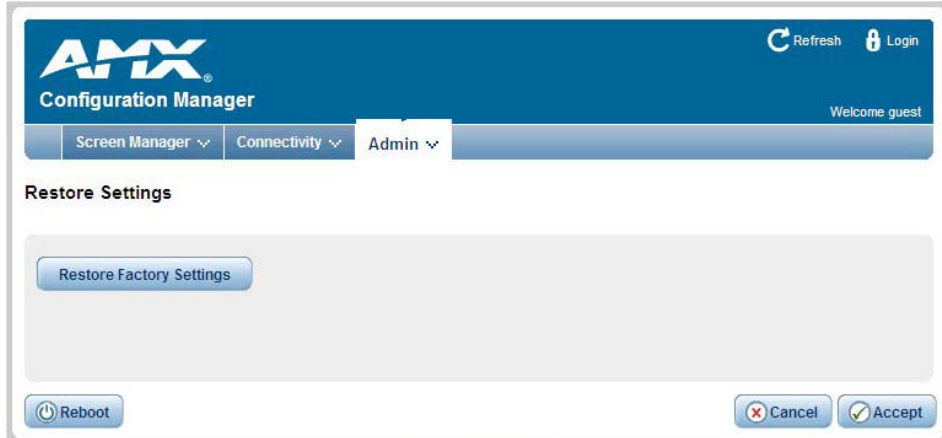 Refresh Login
AMX®
Configuration Manager
Welcome guest
Screen Manager Connectivity Admin
Restore Settings
Restore Factory Settings
Reboot Cancel Accept